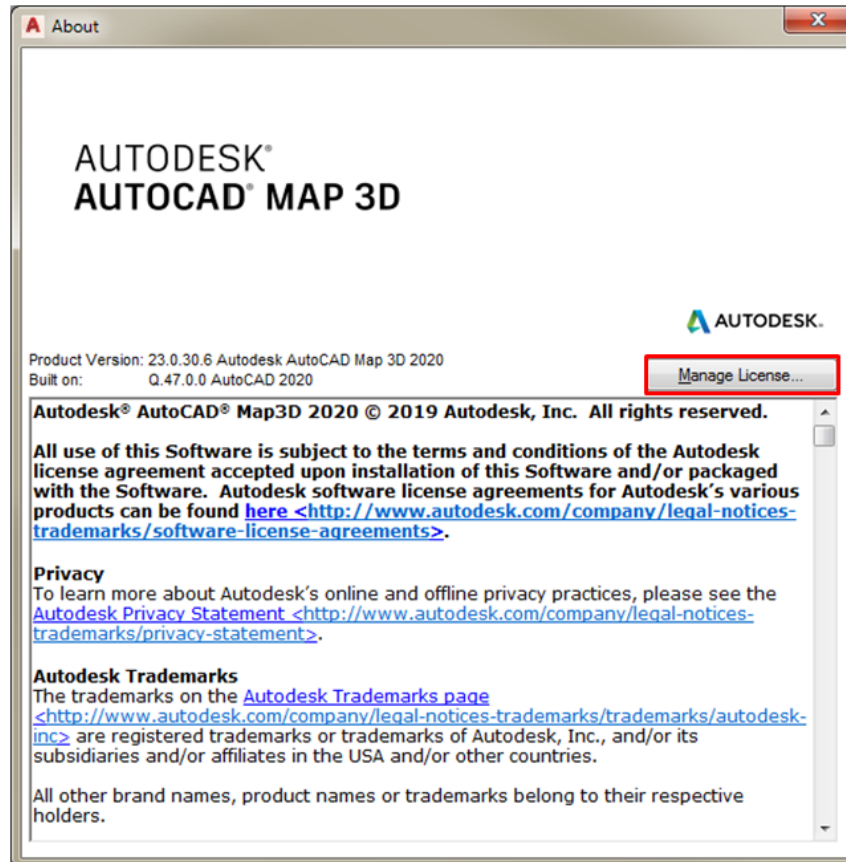 About
AUTODESK®
AUTOCAD® MAP 3D
AUTODESK.
Product Version: 23.0.30.6 Autodesk AutoCAD Map 3D 2020
Built on: Q.47.0.0 AutoCAD 2020
Manage License...
Autodesk® AutoCAD® Map3D 2020 © 2019 Autodesk, Inc. All rights reserved.
All use of this Software is subject to the terms and conditions of the Autodesk
license agreement accepted upon installation of this Software and/or packaged
with the Software. Autodesk software license agreements for Autodesk's various
products can be found here <http://www.autodesk.com/company/legal-notices-
trademarks/software-license-agreements>.
Privacy
To learn more about Autodesk's online and offline privacy practices, please see the
Autodesk Privacy Statement <http://www.autodesk.com/company/legal-notices-
trademarks/privacy-statement>.
Autodesk Trademarks
The trademarks on the Autodesk Trademarks page
<http://www.autodesk.com/company/legal-notices-trademarks/trademarks/autodesk-
inc> are registered trademarks or trademarks of Autodesk, Inc., and/or its
subsidiaries and/or affiliates in the USA and/or other countries.
All other brand names, product names or trademarks belong to their respective
holders.